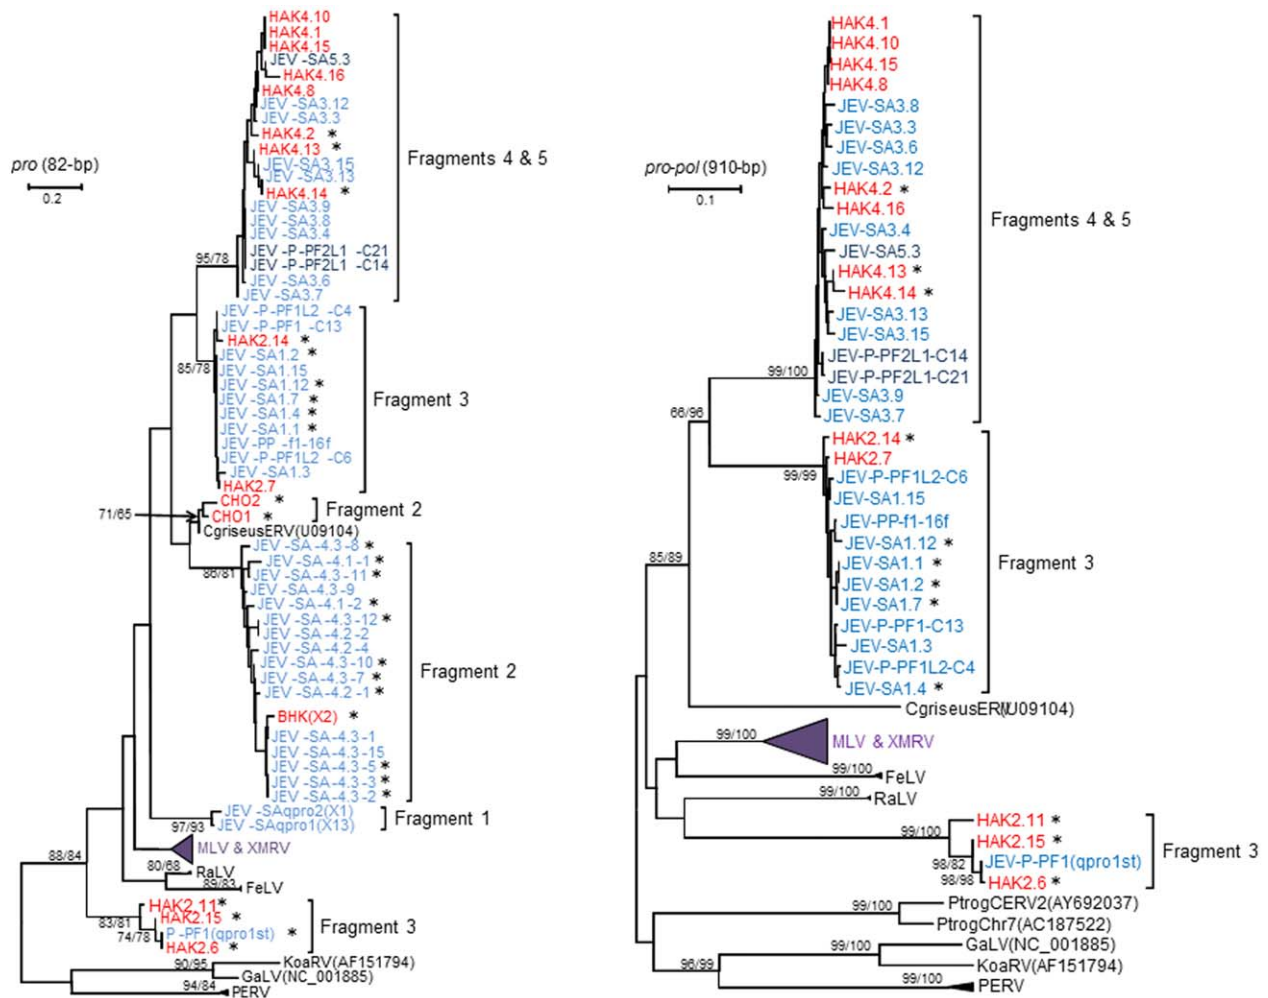 pro (82-bp)
0.2
HAK4.10
HAK4.1
HAK4.15
JEV -SA5.3
HAK4.16
HAK4.8
JEV -SA3.12
JEV -SA3.3
HAK4.2 *
HAK4.13 *
JEV -SA3.15
JEV -SA3.13
HAK4.14 *
JEV -SA3.9
JEV -SA3.8
JEV -SA3.4
JEV -P-PF2L1 -C21
JEV -P-PF2L1 -C14
JEV -SA3.6
JEV -SA3.7
Fragments 4 & 5
95/78
JEV -P-PF1L2 -C4
JEV -P-PF1 -C13
HAK2.14 *
JEV -SA1.2 *
JEV -SA1.15
JEV -SA1.12 *
JEV -SA1.7 *
JEV -SA1.4 *
JEV -SA1.1 *
JEV -PP -f1-16f
JEV -P-PF1L2 -C6
JEV -SA1.3
HAK2.7
Fragment 3
85/78
CHO2 *
CHO1 *
Fragment 2
71/65
CgriseusERV(U09104)
JEV -SA-4.3-8 *
JEV -SA-4.1-1 *
JEV -SA-4.3-11 *
JEV -SA-4.3-9
JEV -SA-4.1-2 *
JEV -SA-4.3-12 *
JEV -SA-4.2-2
JEV -SA-4.2-4
JEV -SA-4.3-10 *
JEV -SA-4.3-7 *
JEV -SA-4.2-1 *
BHK(X2) *
JEV -SA-4.3-1
JEV -SA-4.3-15
JEV -SA-4.3-5 *
JEV -SA-4.3-3 *
JEV -SA-4.3-2 *
Fragment 2
86/81
JEV -SAqpro2(X1)
JEV -SAqpro1(X13)
Fragment 1
97/93
MLV & XMRV
88/84
80/68
RaLV
89/83
FeLV
HAK2.11 *
HAK2.15 *
P -PF1(qpro1st) *
HAK2.6 *
Fragment 3
83/81
74/78
90/95
KoaRV(AF151794)
GaLV(NC_001885)
94/84
PERV
pro-pol (910-bp)
0.1
HAK4.1
HAK4.10
HAK4.15
HAK4.8
JEV-SA3.8
JEV-SA3.3
JEV-SA3.6
JEV-SA3.12
HAK4.2 *
HAK4.16
JEV-SA3.4
JEV-SA5.3
HAK4.13 *
HAK4.14 *
JEV-SA3.13
JEV-SA3.15
JEV-P-PF2L1-C14
JEV-P-PF2L1-C21
JEV-SA3.9
JEV-SA3.7
Fragments 4 & 5
99/100
66/96
HAK2.14 *
HAK2.7
JEV-P-PF1L2-C6
JEV-SA1.15
JEV-PP-f1-16f
JEV-SA1.12 *
JEV-SA1.1 *
JEV-SA1.2 *
JEV-SA1.7 *
JEV-P-PF1-C13
JEV-SA1.3
JEV-P-PF1L2-C4
JEV-SA1.4 *
Fragment 3
99/99
85/89
CgriseusERV(U09104)
99/100
MLV & XMRV
99/100
FeLV
99/100
RaLV
HAK2.11 *
HAK2.15 *
JEV-P-PF1(qpro1st)
HAK2.6 *
Fragment 3
99/100
98/82
98/98
99/100
PtrogCERV2(AY692037)
PtrogChr7(AC187522)
99/100
GaLV(NC_001885)
KoaRV(AF151794)
96/99
99/100
PERV